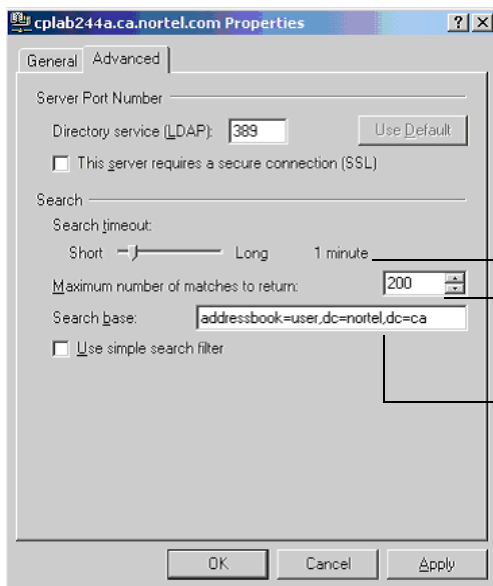 cplab244a.ca.nortel.com Properties
General Advanced
Server Port Number
Directory service (LDAP): 389 Use Default
This server requires a secure connection (SSL)
Search
Search timeout:
Short Long 1 minute
Maximum number of matches to return: 200
Search base: addressbook=user,dc=nortel,dc=ca
Use simple search filter
OK Cancel Apply